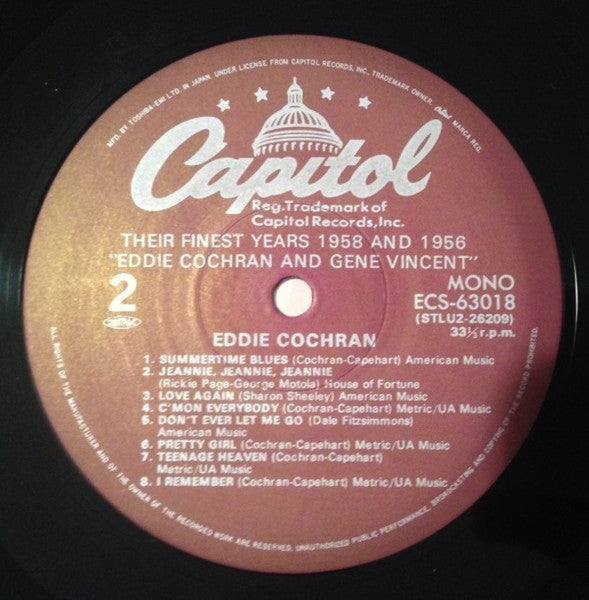 MFD. BY TOSHIBA-EMI LTD. IN JAPAN. UNDER LICENSE FROM CAPITOL RECORDS, INC., TRADEMARK OWNER. Capitol MARCA REG.
Capitol
Reg. Trademark of
Capitol Records, Inc.
THEIR FINEST YEARS 1958 AND 1956
"EDDIE COCHRAN AND GENE VINCENT"
2
MONO
ECS-63018
(STLU2-26209)
33⅓ r.p.m.
EDDIE COCHRAN
1. SUMMERTIME BLUES (Cochran-Capehart) American Music
2. JEANNIE, JEANNIE, JEANNIE
(Rickie Page-George Motola) House of Fortune
3. LOVE AGAIN (Sharon Sheeley) American Music
4. C'MON EVERYBODY (Cochran-Capehart) Metric/UA Music
5. DON'T EVER LET ME GO (Dale Fitzsimmons)
American Music
6. PRETTY GIRL (Cochran-Capehart) Metric/UA Music
7. TEENAGE HEAVEN (Cochran-Capehart)
Metric/UA Music
8. I REMEMBER (Cochran-Capehart) Metric/UA Music
ALL RIGHTS OF THE MANUFACTURER AND OF THE OWNER OF THE RECORDED WORK ARE RESERVED. UNAUTHORIZED PUBLIC PERFORMANCE, BROADCASTING AND COPYING OF THE RECORD PROHIBITED.